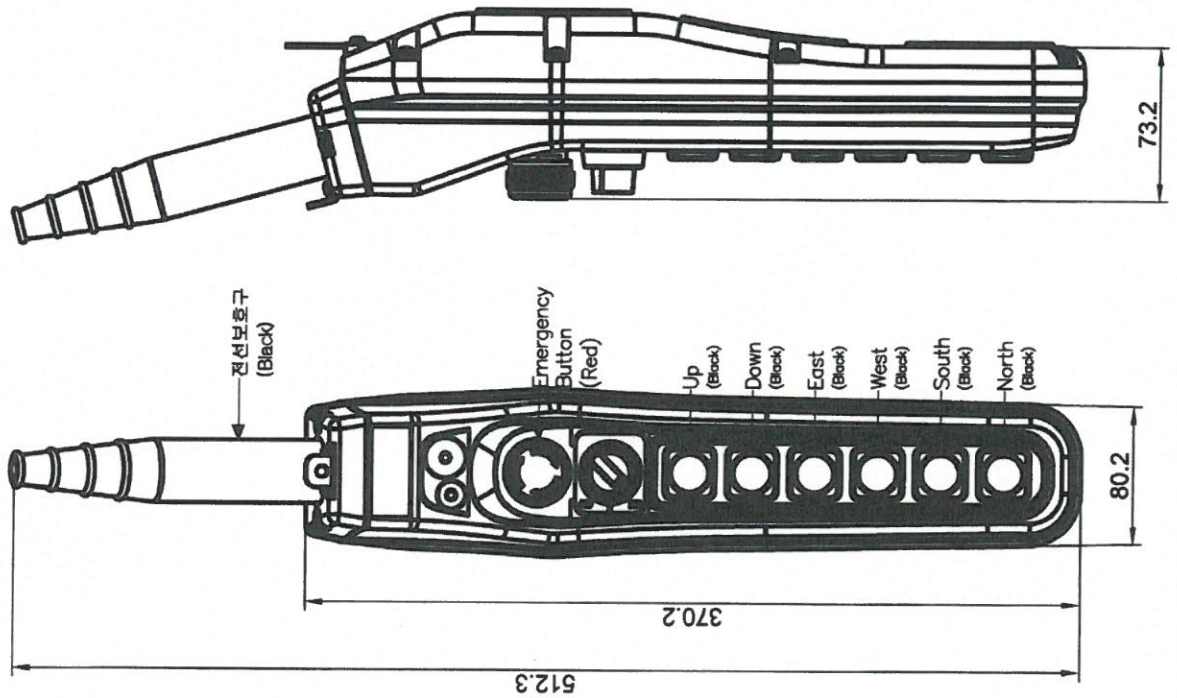 전선보호구
(Black)
Emergency
Button
(Red)
Up
(Black)
Down
(Black)
East
(Black)
West
(Black)
South
(Black)
North
(Black)
73.2
80.2
370.2
512.3